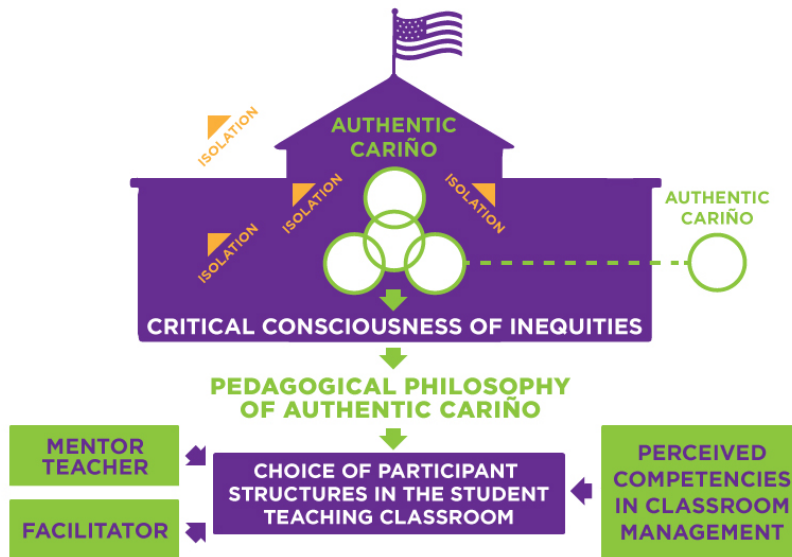 AUTHENTIC
CARIÑO
ISOLATION
ISOLATION
ISOLATION
ISOLATION
AUTHENTIC
CARIÑO
CRITICAL CONSCIOUSNESS OF INEQUITIES
PEDAGOGICAL PHILOSOPHY
OF AUTHENTIC CARIÑO
MENTOR
TEACHER
FACILITATOR
CHOICE OF PARTICIPANT
STRUCTURES IN THE STUDENT
TEACHING CLASSROOM
PERCEIVED
COMPETENCIES
IN CLASSROOM
MANAGEMENT